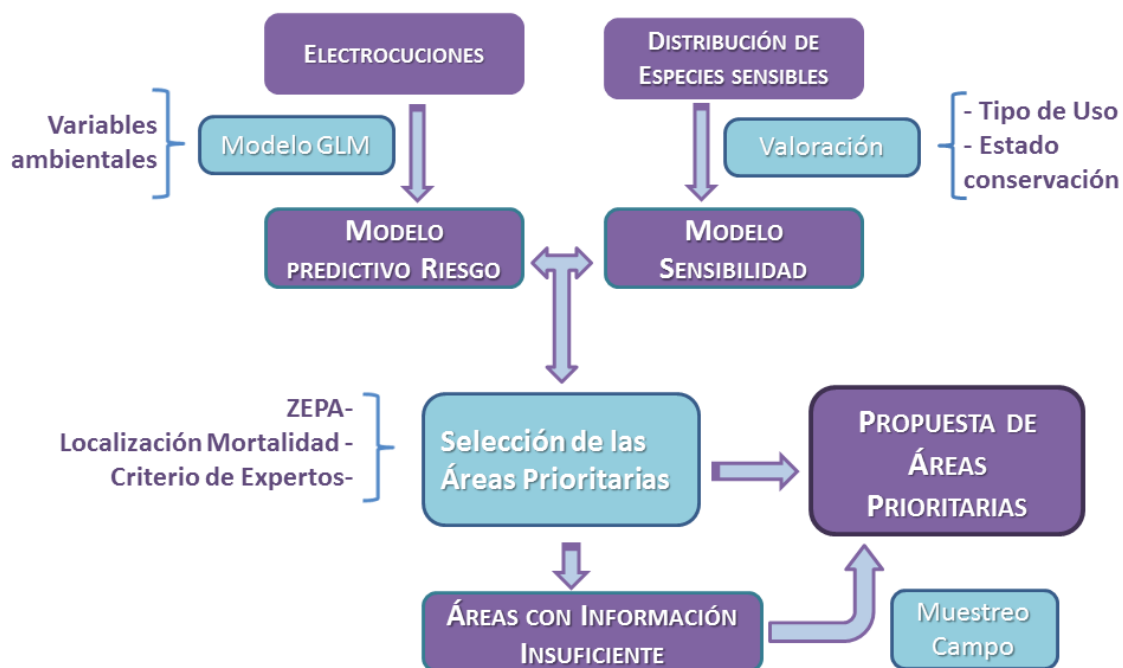 ELECTROCUCIONES
DISTRIBUCIÓN DE
ESPECIES SENSIBLES
Variables
ambientales
Modelo GLM
Valoración
- Tipo de Uso
- Estado
conservación
MODELO
PREDICTIVO RIESGO
MODELO
SENSIBILIDAD
ZEPA-
Localización Mortalidad -
Criterio de Expertos-
Selección de las
Áreas Prioritarias
PROPUESTA DE
ÁREAS
PRIORITARIAS
ÁREAS CON INFORMACIÓN
INSUFICIENTE
Muestreo
Campo